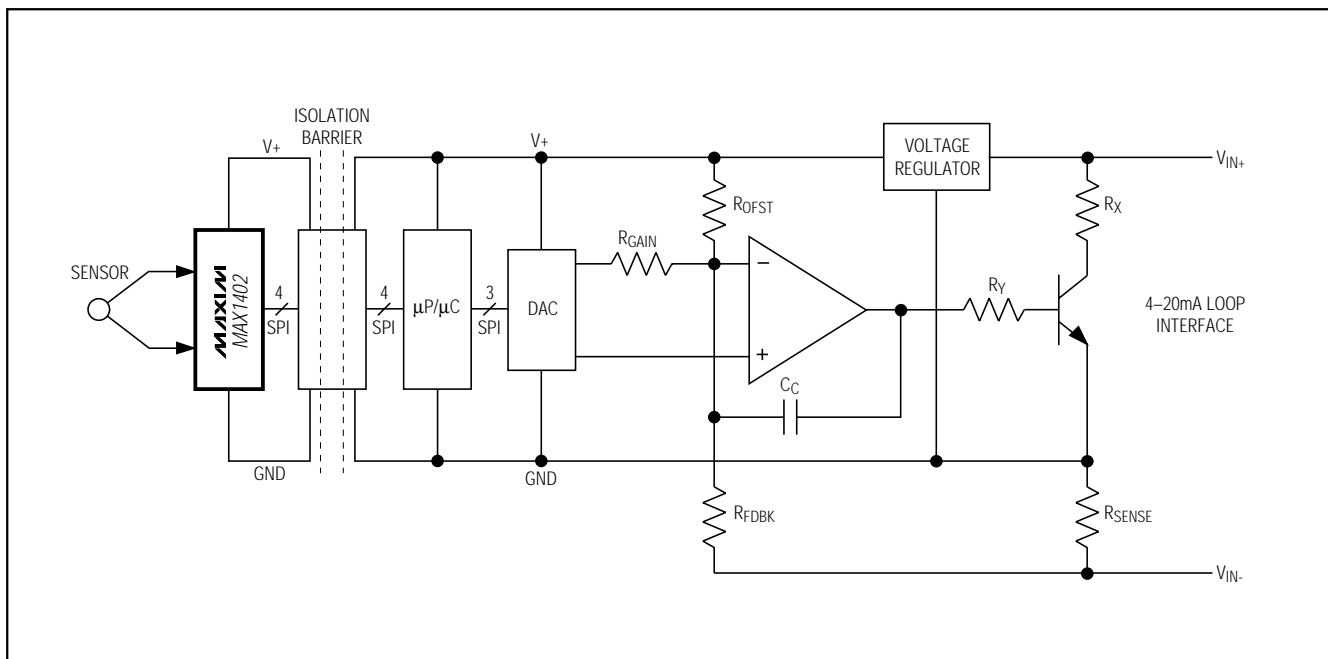 ISOLATION
BARRIER
V+
V+
VOLTAGE
REGULATOR
VIN+
ROFST
RX
RGAIN
SENSOR
MAXIM
MAX1402
4
SPI
4
SPI
µP/µC
3
SPI
DAC
−
+
RY
4–20mA LOOP
INTERFACE
CC
GND
GND
RFDBK
RSENSE
VIN-